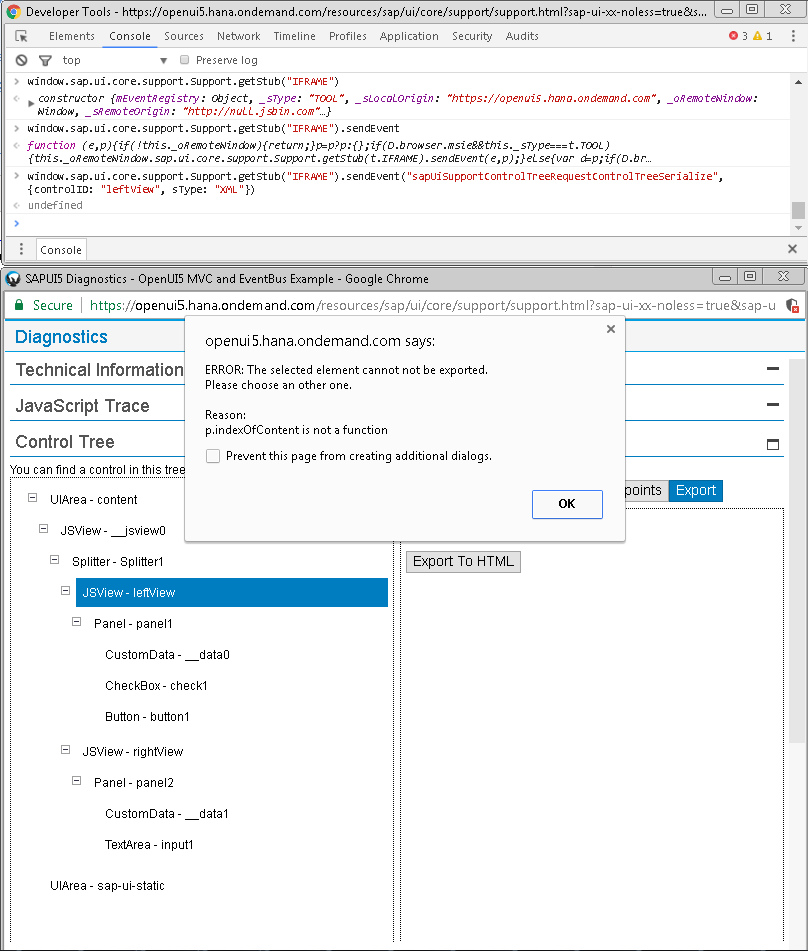 Developer Tools - https://openui5.hana.ondemand.com/resources/sap/ui/core/support/support.html?sap-ui-xx-noless=true&s...
Elements Console Sources Network Timeline Profiles Application Security Audits 3 1
top Preserve log
window.sap.ui.core.support.Support.getStub("IFRAME")
constructor {mEventRegistry: Object, _sType: "TOOL", _sLocalOrigin: "https://openui5.hana.ondemand.com", _oRemoteWindow:
Window, _sRemoteOrigin: "http://null.jsbin.com"…}
window.sap.ui.core.support.Support.getStub("IFRAME").sendEvent
function (e,p){if(!this._oRemoteWindow){return;}p=p?p:{};if(D.browser.msie&&this._sType===t.TOOL)
{this._oRemoteWindow.sap.ui.core.support.Support.getStub(t.IFRAME).sendEvent(e,p);}else{var d=p;if(D.br…
window.sap.ui.core.support.Support.getStub("IFRAME").sendEvent("sapUiSupportControlTreeRequestControlTreeSerialize",
{controlID: "leftView", sType: "XML"})
undefined
Console
SAPUI5 Diagnostics - OpenUI5 MVC and EventBus Example - Google Chrome
Secure https://openui5.hana.ondemand.com/resources/sap/ui/core/support/support.html?sap-ui-xx-noless=true&sap-u
Diagnostics
openui5.hana.ondemand.com says:
Technical Information
ERROR: The selected element cannot not be exported.
Please choose an other one.
JavaScript Trace
Reason:
p.indexOfContent is not a function
Control Tree
Prevent this page from creating additional dialogs.
You can find a control in this tree
OK
points Export
UIArea - content
JSView - __jsview0
Splitter - Splitter1
Export To HTML
JSView - leftView
Panel - panel1
CustomData - __data0
CheckBox - check1
Button - button1
JSView - rightView
Panel - panel2
CustomData - __data1
TextArea - input1
UIArea - sap-ui-static